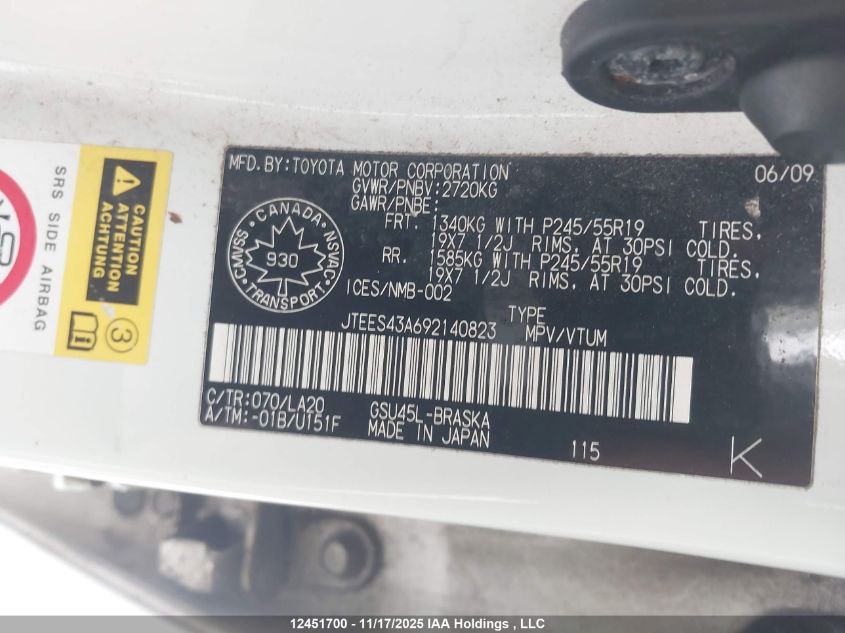 MFD.BY:TOYOTA MOTOR CORPORATION 06/09
GVWR/PNBV:2720KG
GAWR/PNBE:
FRT. 1340KG WITH P245/55R19 TIRES,
19X7 1/2J RIMS, AT 30PSI COLD.
RR. 1585KG WITH P245/55R19 TIRES,
19X7 1/2J RIMS, AT 30PSI COLD.
ICES/NMB-002
CANADA
CMVSS 930 NSVAC
TRANSPORT
TYPE
JTEES43A692140823 MPV/VTUM
C/TR:070/LA20 GSU45L-BRASKA
A/TM:-01B/U151F MADE IN JAPAN
115 K
SRS SIDE AIRBAG
CAUTION
ATTENTION
ACHTUNG
3
12451700 - 11/17/2025 IAA Holdings , LLC